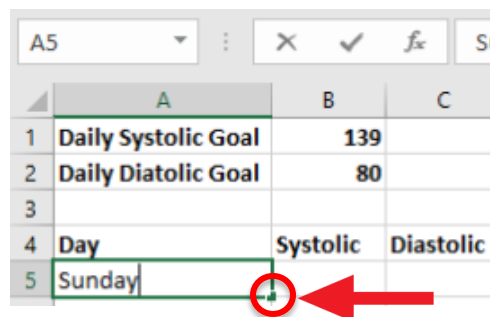 A5 fx S
A B C
1 Daily Systolic Goal 139
2 Daily Diatolic Goal 80
3
4 Day Systolic Diastolic
5 Sunday